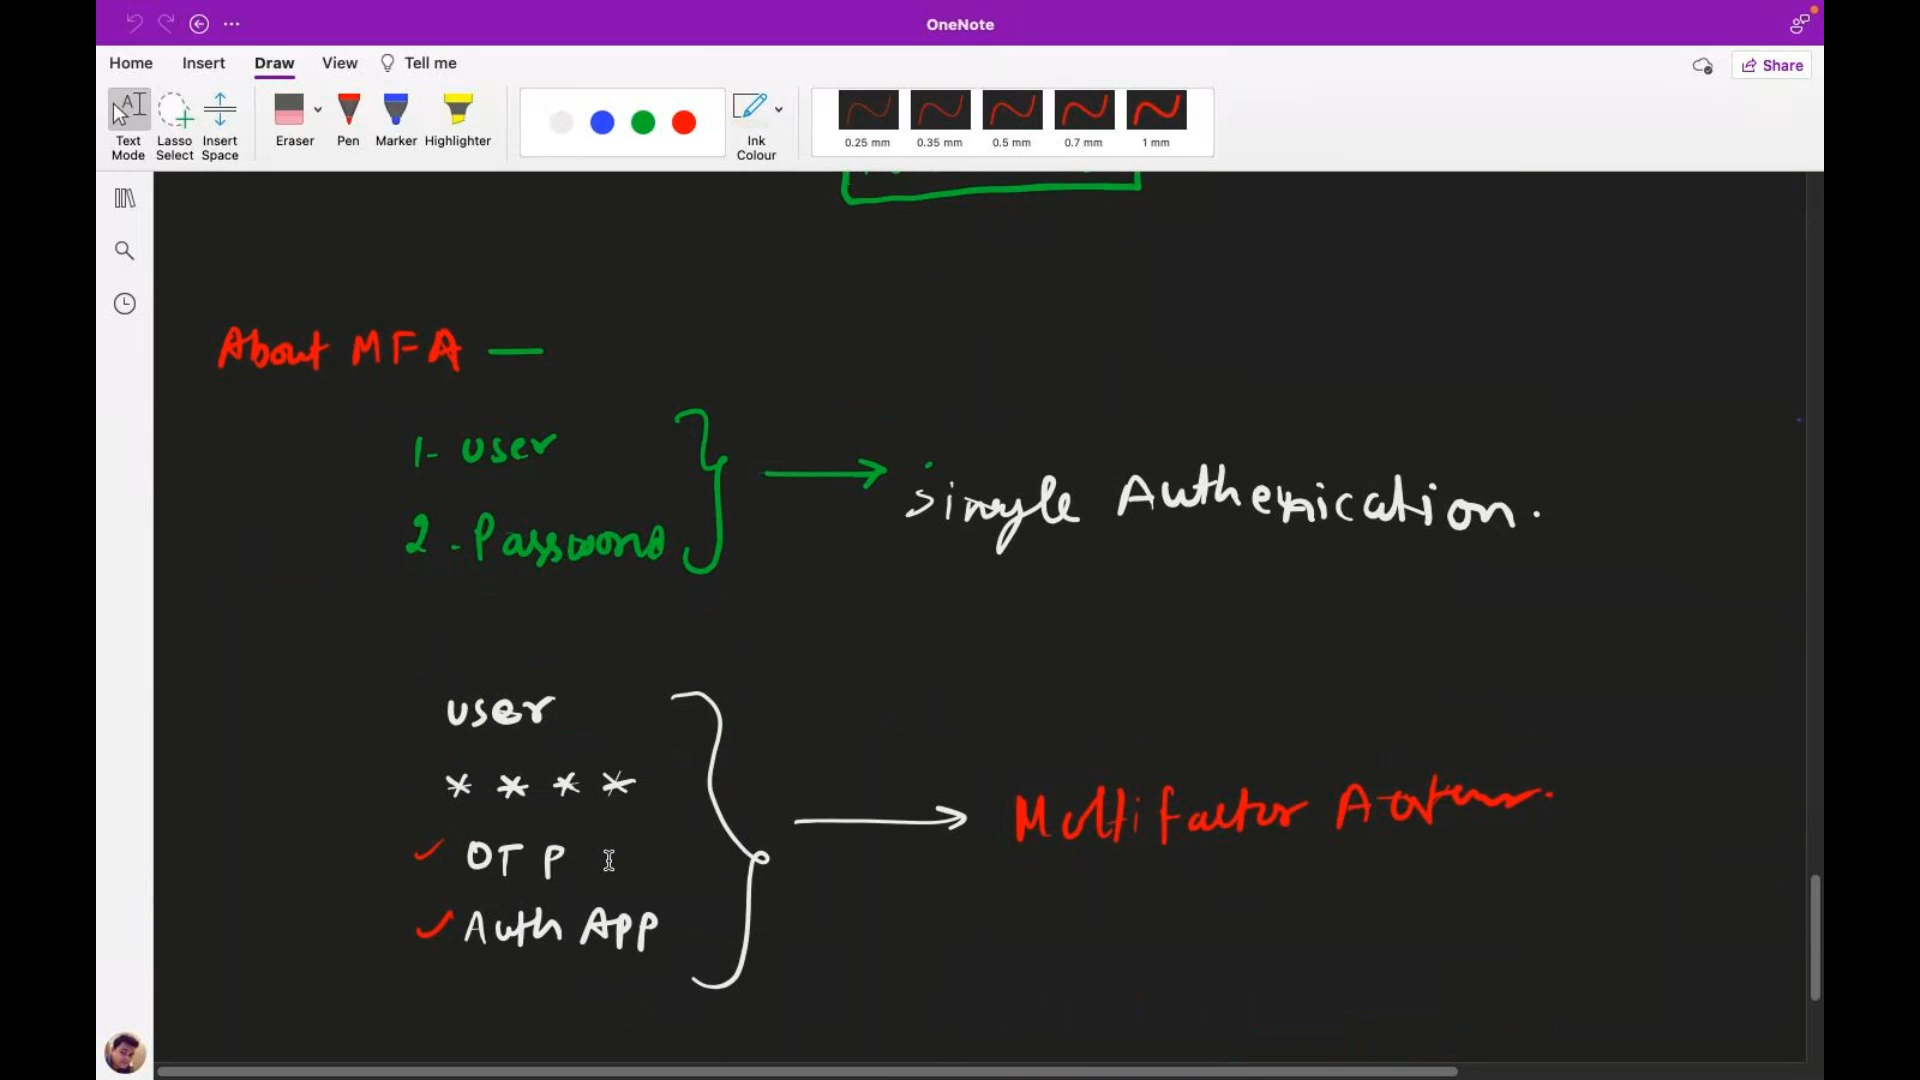 OneNote
Home Insert Draw View Tell me
Share
Text Mode
Lasso Select
Insert Space
Eraser
Pen
Marker
Highlighter
Ink Colour
0.25 mm
0.35 mm
0.5 mm
0.7 mm
1 mm
About MFA —
1- user
2. Password
Single Authenication.
user
* * * *
✓ OTP
✓ Auth App
Multifactor